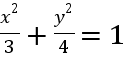 x²/3 + y²/4 = 1